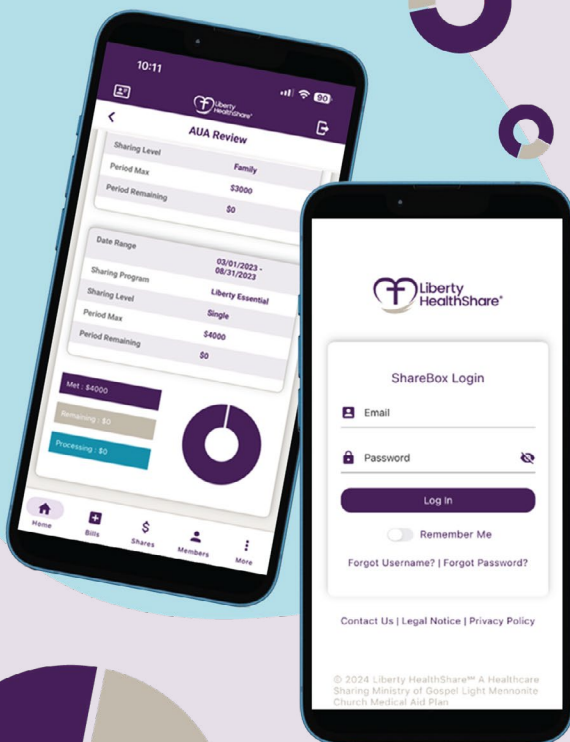 10:11
90
Liberty
HealthShare®
AUA Review
Sharing Level Family
Period Max $3000
Period Remaining $0
Date Range 03/01/2023 -
08/31/2023
Sharing Program Liberty Essential
Sharing Level Single
Period Max $4000
Period Remaining $0
Met : $4000
Remaining : $0
Processing : $0
Home Bills Shares Members More
Liberty
HealthShare®
ShareBox Login
Email
Password
Log In
Remember Me
Forgot Username? | Forgot Password?
Contact Us | Legal Notice | Privacy Policy
© 2024 Liberty HealthShare℠ A Healthcare
Sharing Ministry of Gospel Light Mennonite
Church Medical Aid Plan